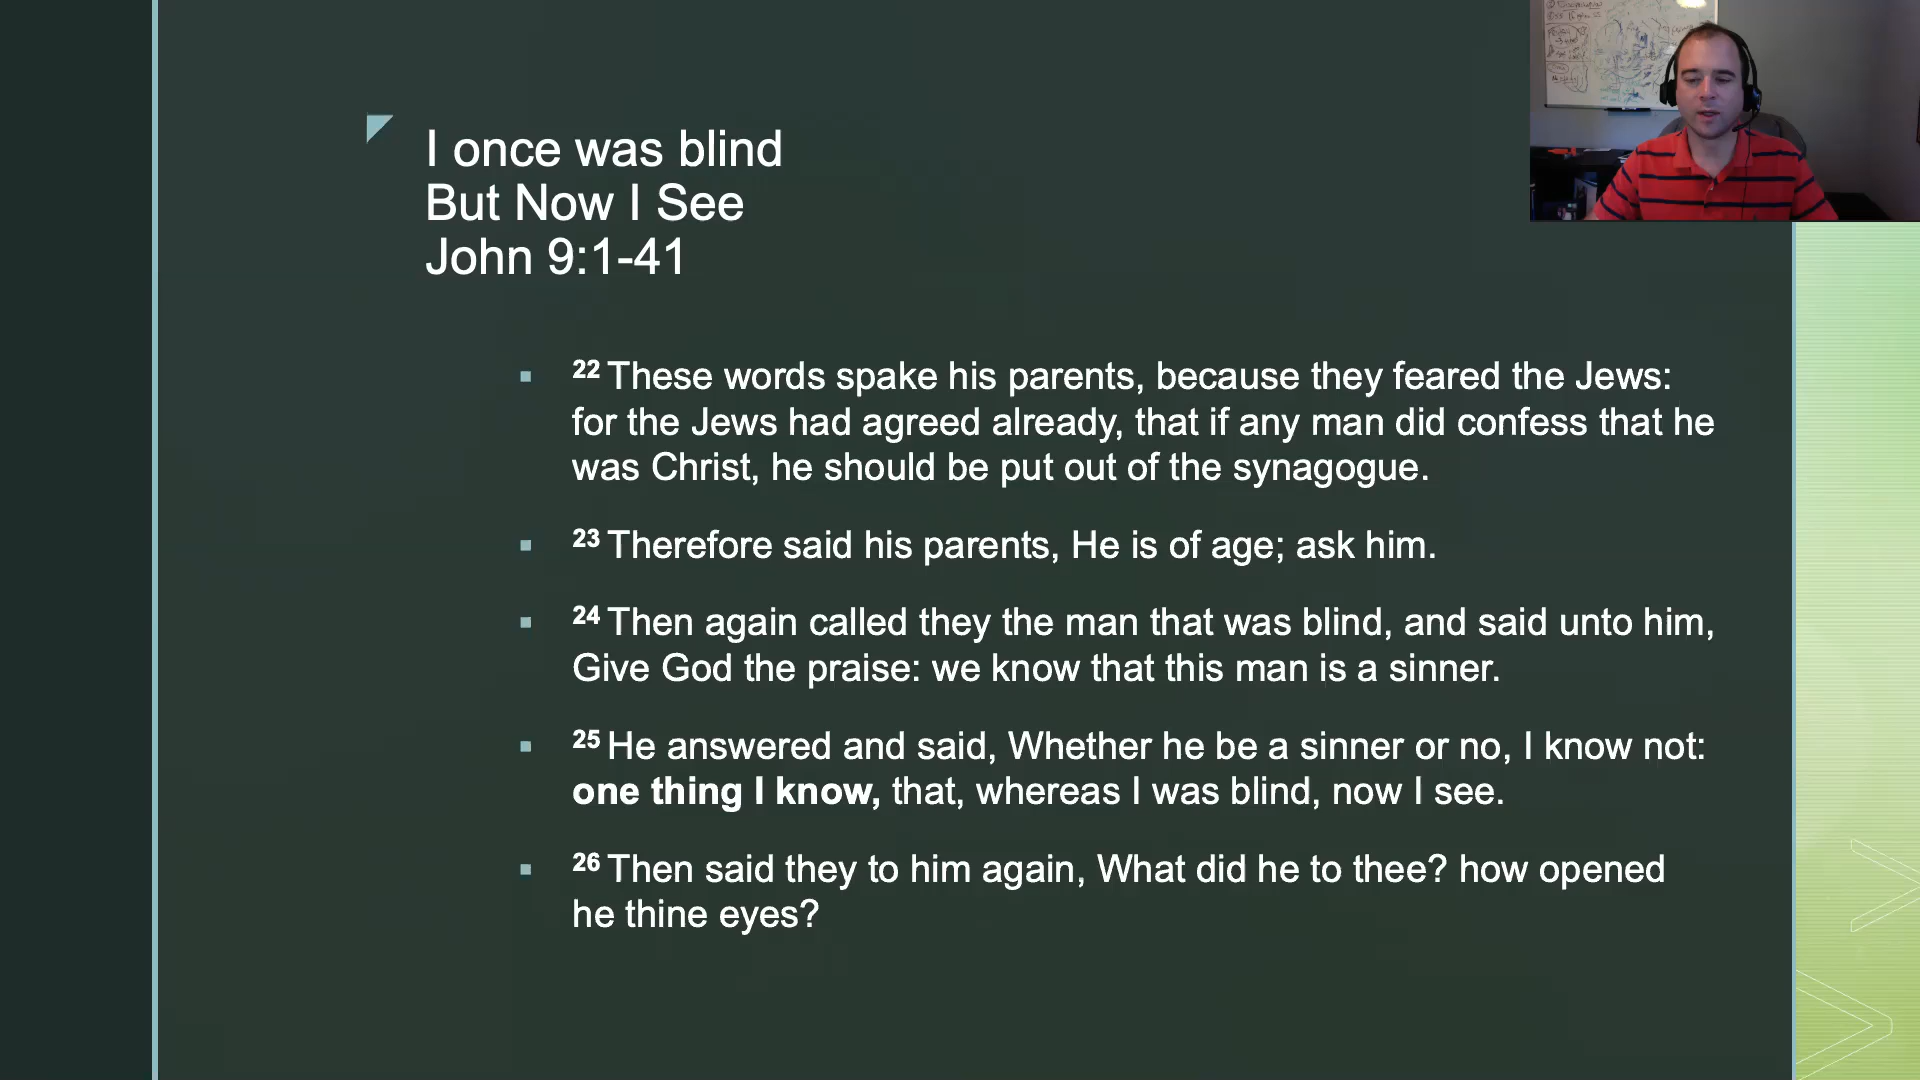 I once was blind
But Now I See
John 9:1-41
22 These words spake his parents, because they feared the Jews:
for the Jews had agreed already, that if any man did confess that he
was Christ, he should be put out of the synagogue.
23 Therefore said his parents, He is of age; ask him.
24 Then again called they the man that was blind, and said unto him,
Give God the praise: we know that this man is a sinner.
25 He answered and said, Whether he be a sinner or no, I know not:
one thing I know, that, whereas I was blind, now I see.
26 Then said they to him again, What did he to thee? how opened
he thine eyes?